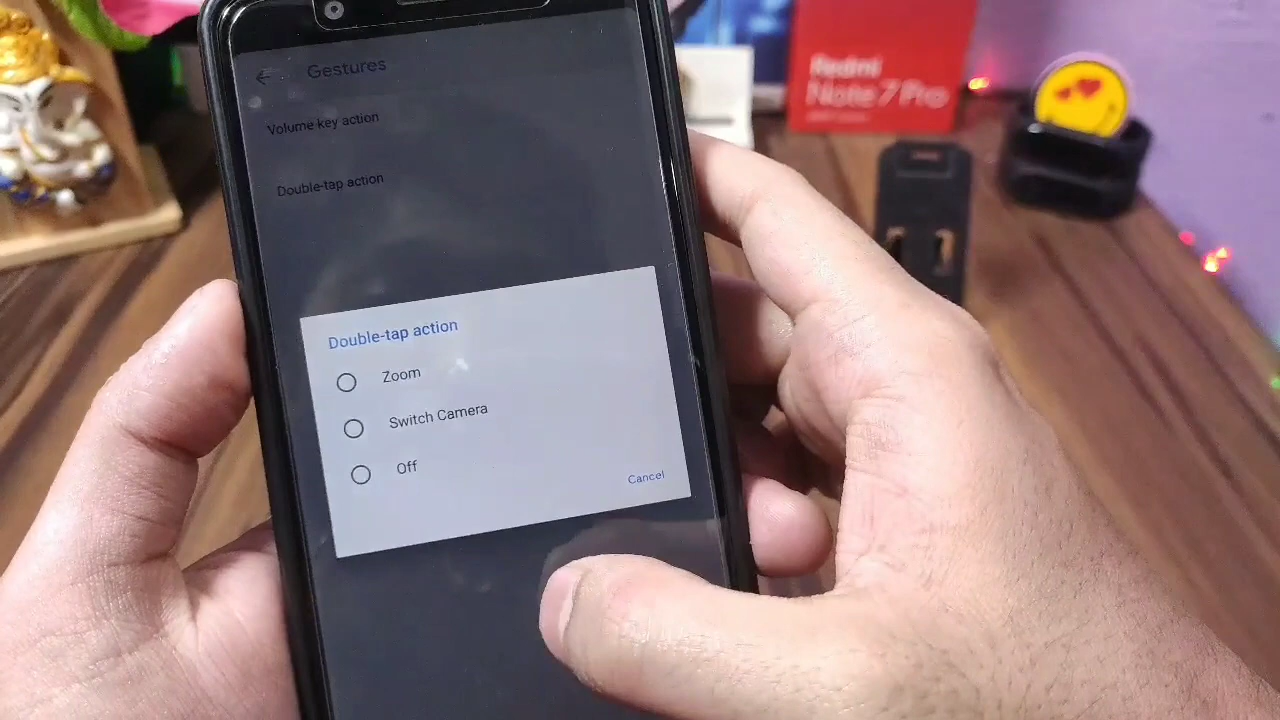 Gestures
Volume key action
Double-tap action
Double-tap action
Zoom
Switch Camera
Off
Cancel
Redmi
Note 7 Pro